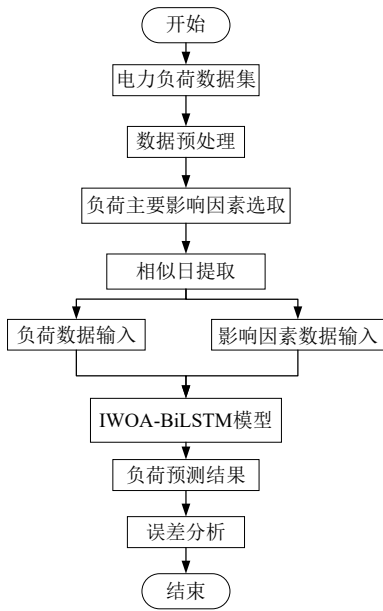 开始
电力负荷数据集
数据预处理
负荷主要影响因素选取
相似日提取
负荷数据输入
影响因素数据输入
IWOA-BiLSTM模型
负荷预测结果
误差分析
结束